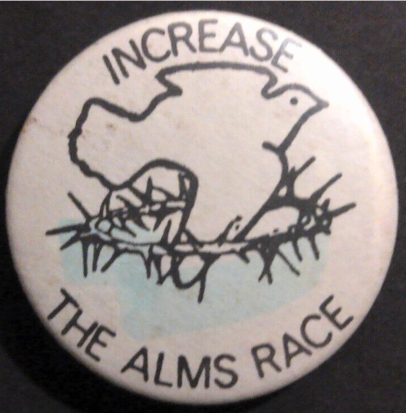 INCREASE
THE ALMS RACE